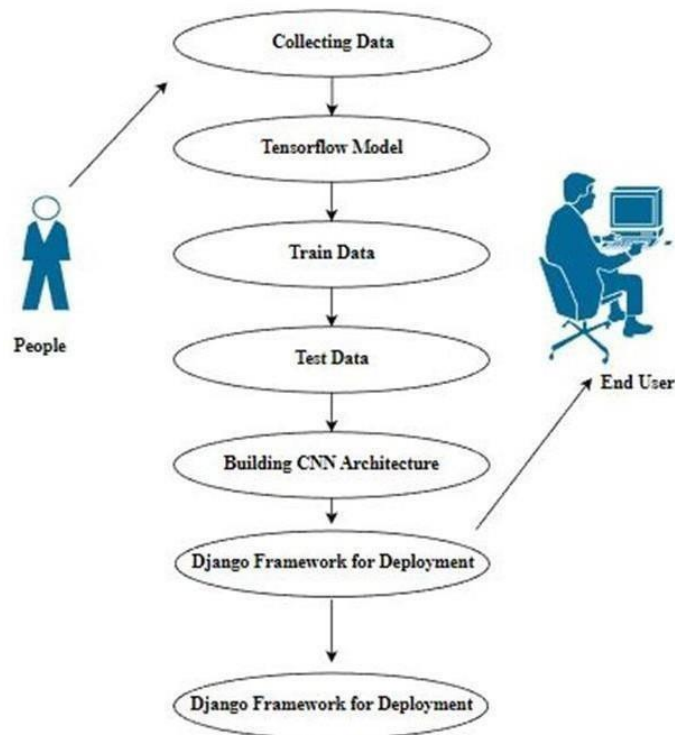 Collecting Data
Tensorflow Model
Train Data
People
Test Data
End User
Building CNN Architecture
Django Framework for Deployment
Django Framework for Deployment